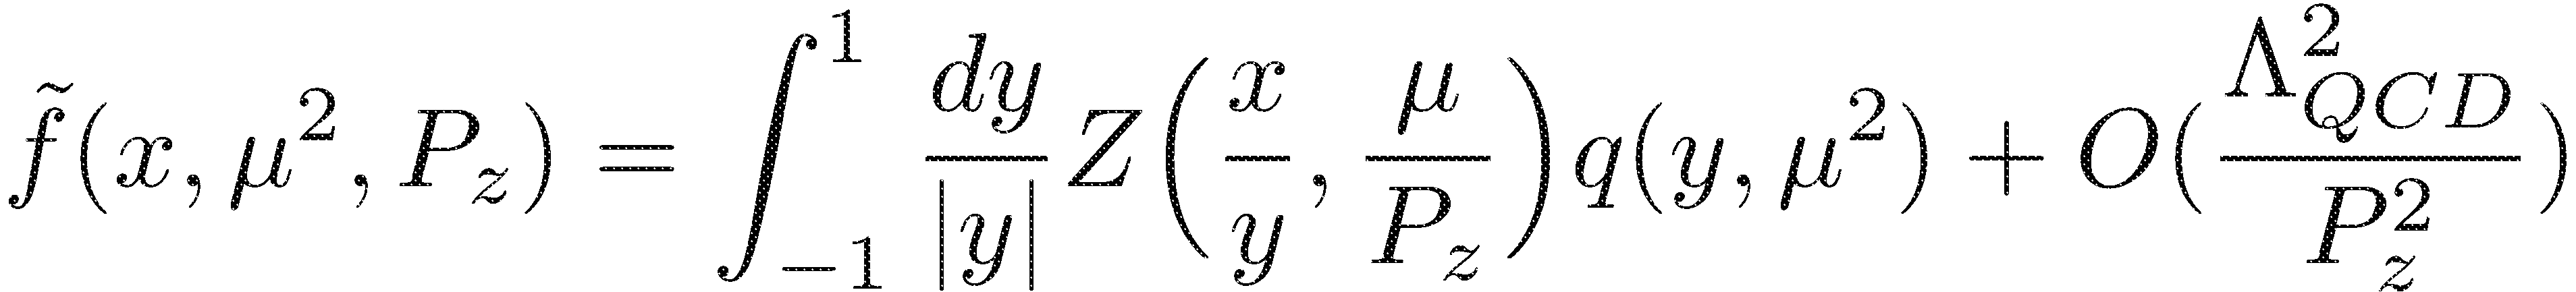 \tilde{f}(x, \mu^2, P_z) = \int_{-1}^{1} \frac{dy}{|y|} Z\left(\frac{x}{y}, \frac{\mu}{P_z}\right) q(y, \mu^2) + O(\frac{\Lambda_{QCD}^2}{P_z^2})